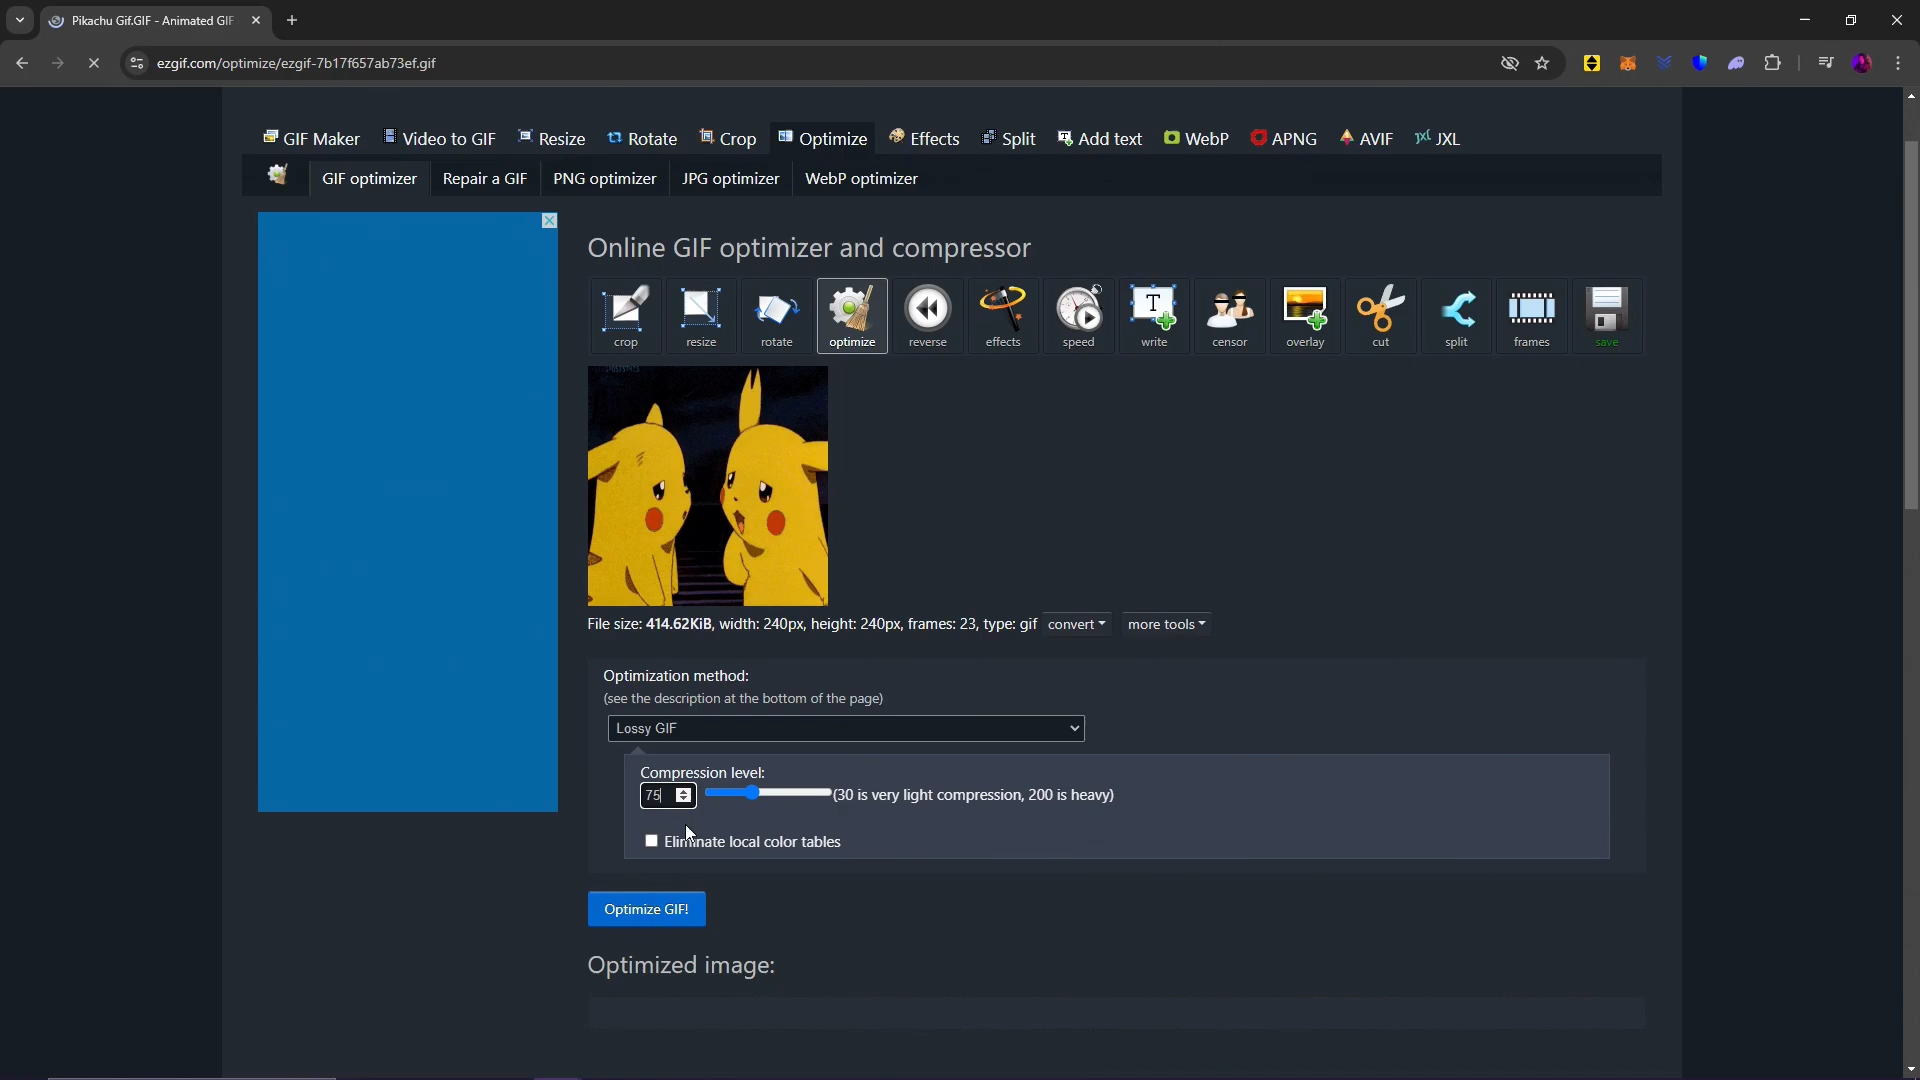 Pikachu Gif.GIF - Animated GIF
ezgif.com/optimize/ezgif-7b17f657ab73ef.gif
GIF Maker Video to GIF Resize Rotate Crop Optimize Effects Split Add text WebP APNG AVIF JXL
GIF optimizer Repair a GIF PNG optimizer JPG optimizer WebP optimizer
Online GIF optimizer and compressor
crop resize rotate optimize reverse effects speed write censor overlay cut split frames save
File size: 414.62KiB, width: 240px, height: 240px, frames: 23, type: gif convert more tools
Optimization method:
(see the description at the bottom of the page)
Lossy GIF
Compression level:
75 (30 is very light compression, 200 is heavy)
Eliminate local color tables
Optimize GIF!
Optimized image: